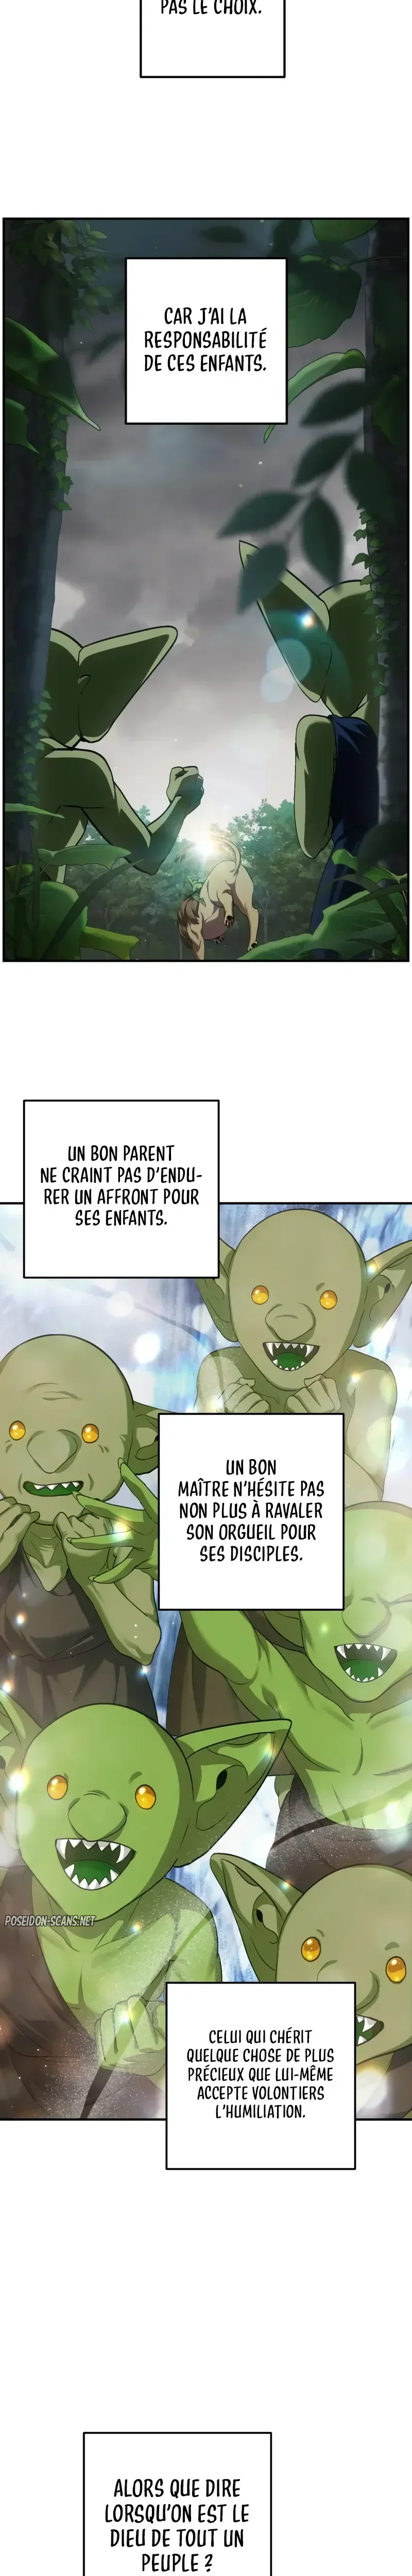 PAS LE CHOIX.
CAR J'AI LA
RESPONSABILITÉ
DE CES ENFANTS.
UN BON PARENT
NE CRAINT PAS D'ENDU-
RER UN AFFRONT POUR
SES ENFANTS.
UN BON
MAÎTRE N'HÉSITE PAS
NON PLUS À RAVALER
SON ORGUEIL POUR
SES DISCIPLES.
POSEIDON-SCANS.NET
CELUI QUI CHÉRIT
QUELQUE CHOSE DE PLUS
PRÉCIEUX QUE LUI-MÊME
ACCEPTE VOLONTIERS
L'HUMILIATION.
ALORS QUE DIRE
LORSQU'ON EST LE
DIEU DE TOUT UN
PEUPLE ?